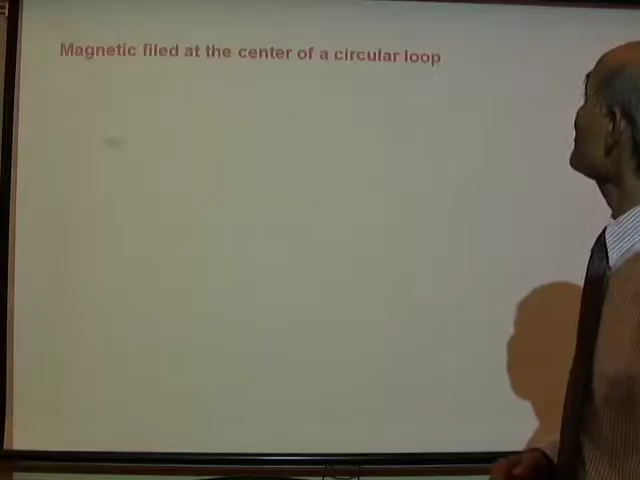 Magnetic filed at the center of a circular loop